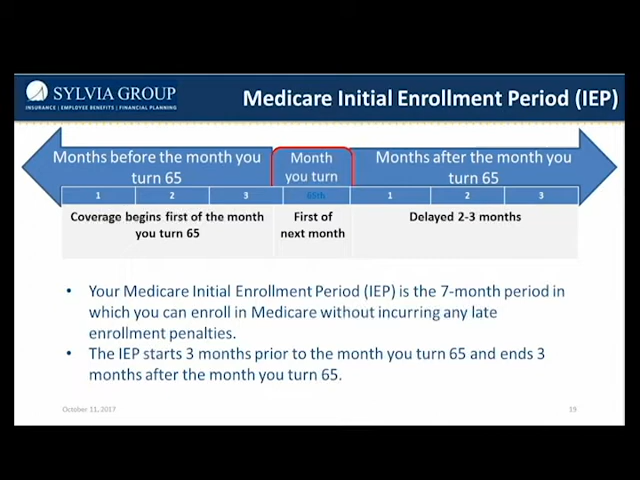 SYLVIA GROUP
INSURANCE | EMPLOYEE BENEFITS | FINANCIAL PLANNING
Medicare Initial Enrollment Period (IEP)
Months before the month you
turn 65
Month
you turn
Months after the month you
turn 65
1 2 3 65th 1 2 3
Coverage begins first of the month
you turn 65
First of
next month
Delayed 2-3 months
• Your Medicare Initial Enrollment Period (IEP) is the 7-month period in
which you can enroll in Medicare without incurring any late
enrollment penalties.
• The IEP starts 3 months prior to the month you turn 65 and ends 3
months after the month you turn 65.
October 11, 2017
19